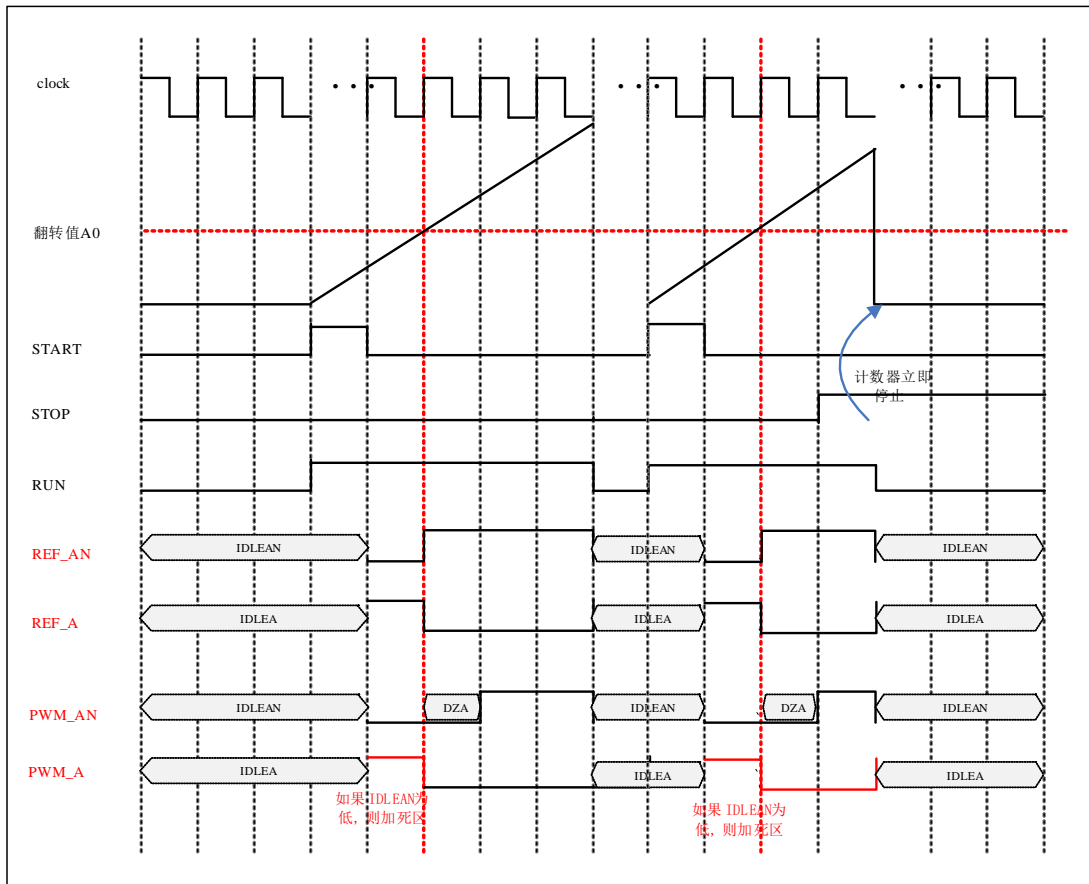 clock
翻转值A0
START
计数器立即
停止
STOP
RUN
REF_AN
IDLEAN
IDLEAN
IDLEAN
REF_A
IDLEA
IDLEA
IDLEA
PWM_AN
IDLEAN
DZA
IDLEAN
DZA
IDLEAN
PWM_A
IDLEA
IDLEA
IDLEA
如果 IDLEAN为
低，则加死区
如果 IDLEAN为
低，则加死区